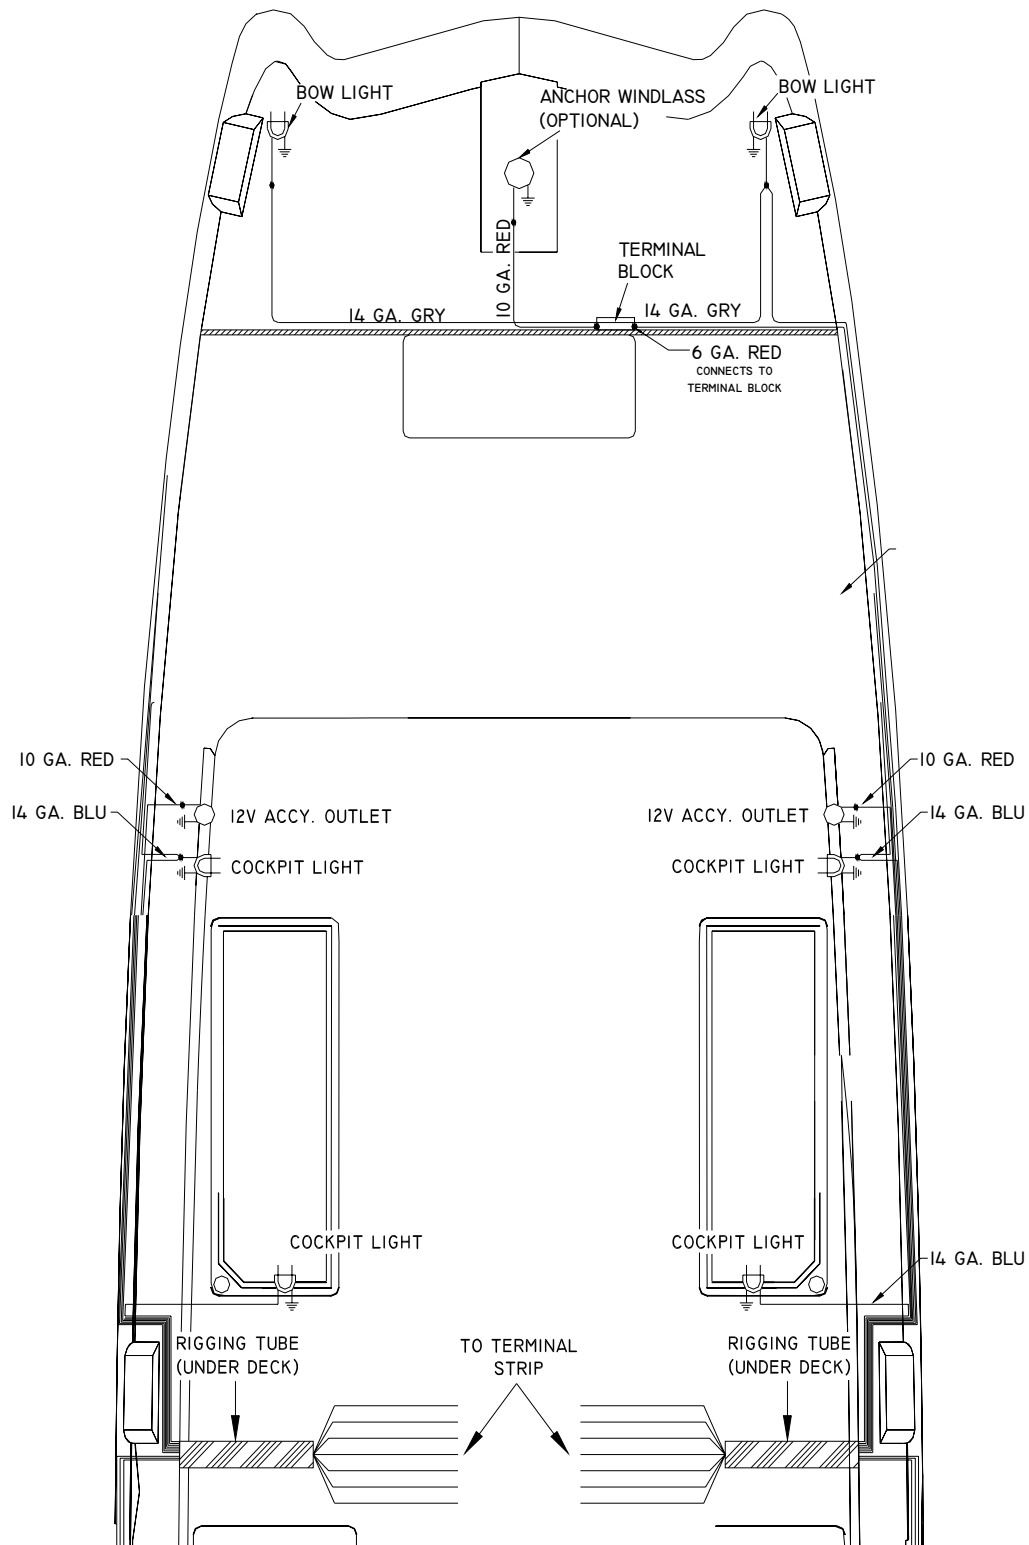 BOW LIGHT
ANCHOR WINDLASS
(OPTIONAL)
BOW LIGHT
10 GA. RED
TERMINAL
BLOCK
14 GA. GRY
14 GA. GRY
6 GA. RED
CONNECTS TO
TERMINAL BLOCK
10 GA. RED
10 GA. RED
14 GA. BLU
12V ACCY. OUTLET
12V ACCY. OUTLET
14 GA. BLU
COCKPIT LIGHT
COCKPIT LIGHT
COCKPIT LIGHT
COCKPIT LIGHT
14 GA. BLU
RIGGING TUBE
(UNDER DECK)
TO TERMINAL
STRIP
RIGGING TUBE
(UNDER DECK)